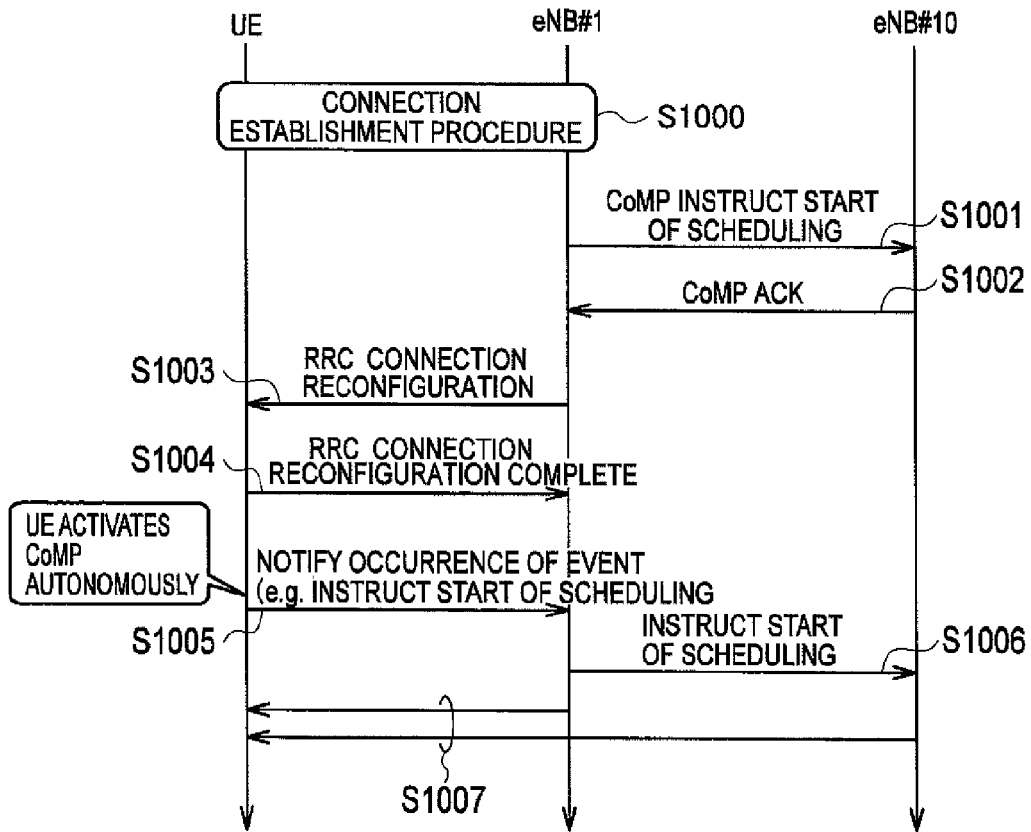 UE
eNB#1
eNB#10
CONNECTION
ESTABLISHMENT PROCEDURE
S1000
CoMP INSTRUCT START
OF SCHEDULING
S1001
CoMP ACK
S1002
S1003
RRC CONNECTION
RECONFIGURATION
S1004
RRC CONNECTION
RECONFIGURATION COMPLETE
UE ACTIVATES
CoMP
AUTONOMOUSLY
NOTIFY OCCURRENCE OF EVENT
(e.g. INSTRUCT START OF SCHEDULING
S1005
INSTRUCT START
OF SCHEDULING
S1006
S1007